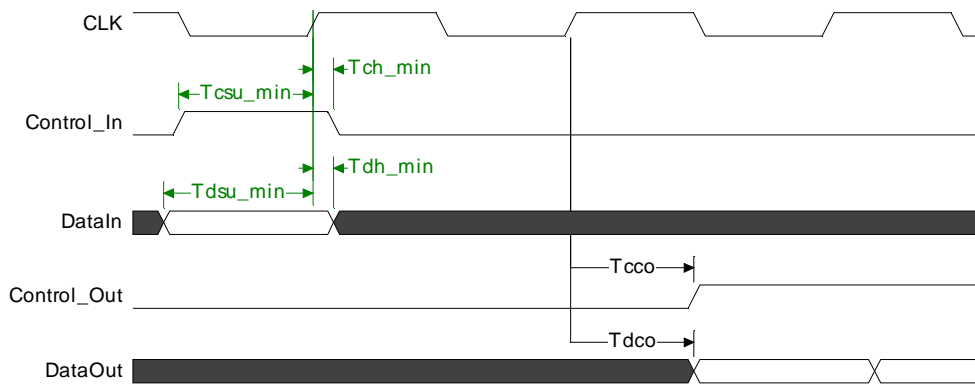 CLK
Tch_min
Tcsu_min
Control_In
Tdh_min
Tdsu_min
DataIn
Tcco
Control_Out
Tdco
DataOut